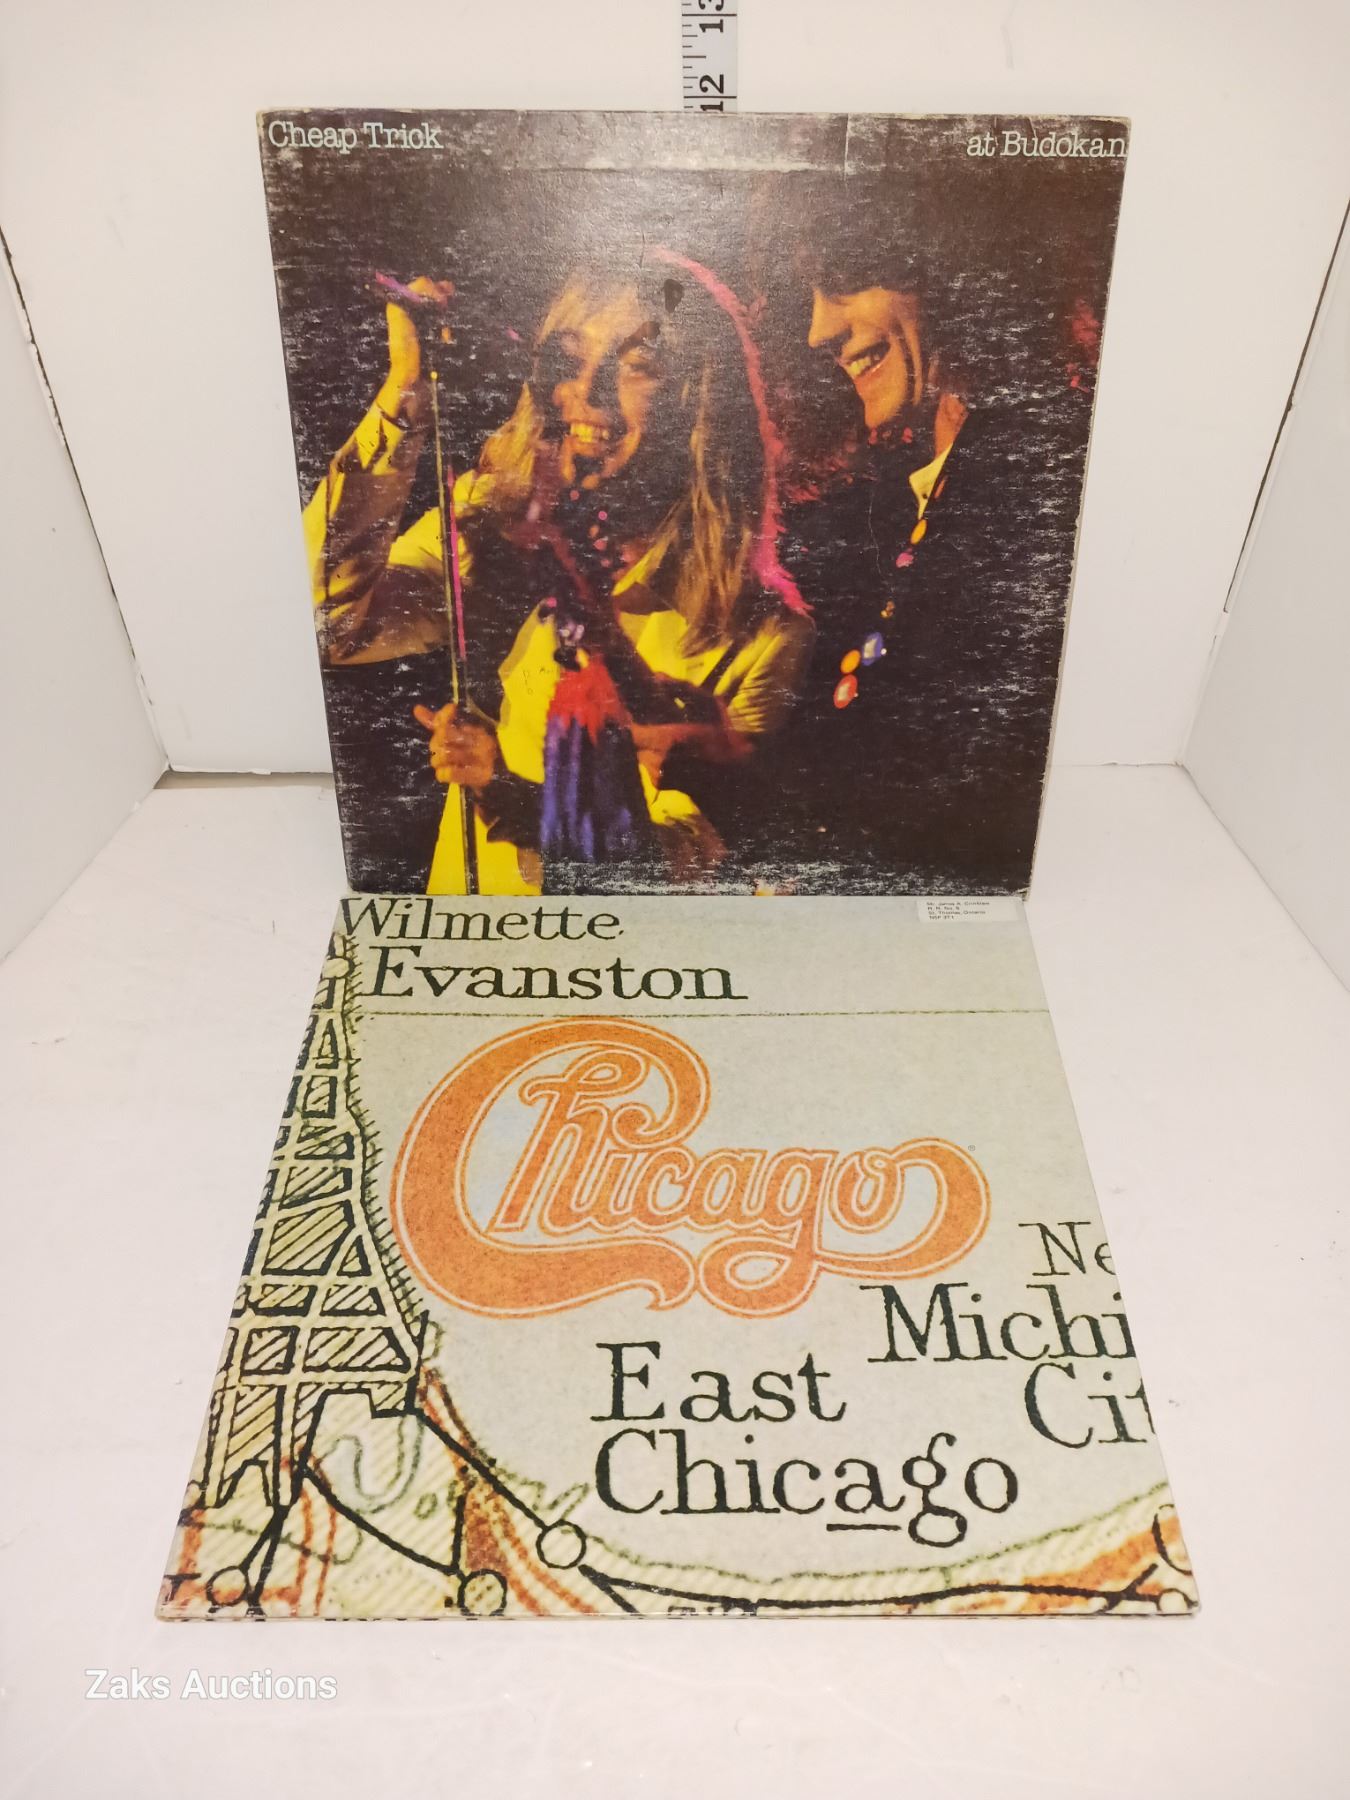 13
12
Cheap Trick
at Budokan
Wilmette
Evanston
Chicago ®
Ne
Michi
Cit
East
Chicago
Zaks Auctions